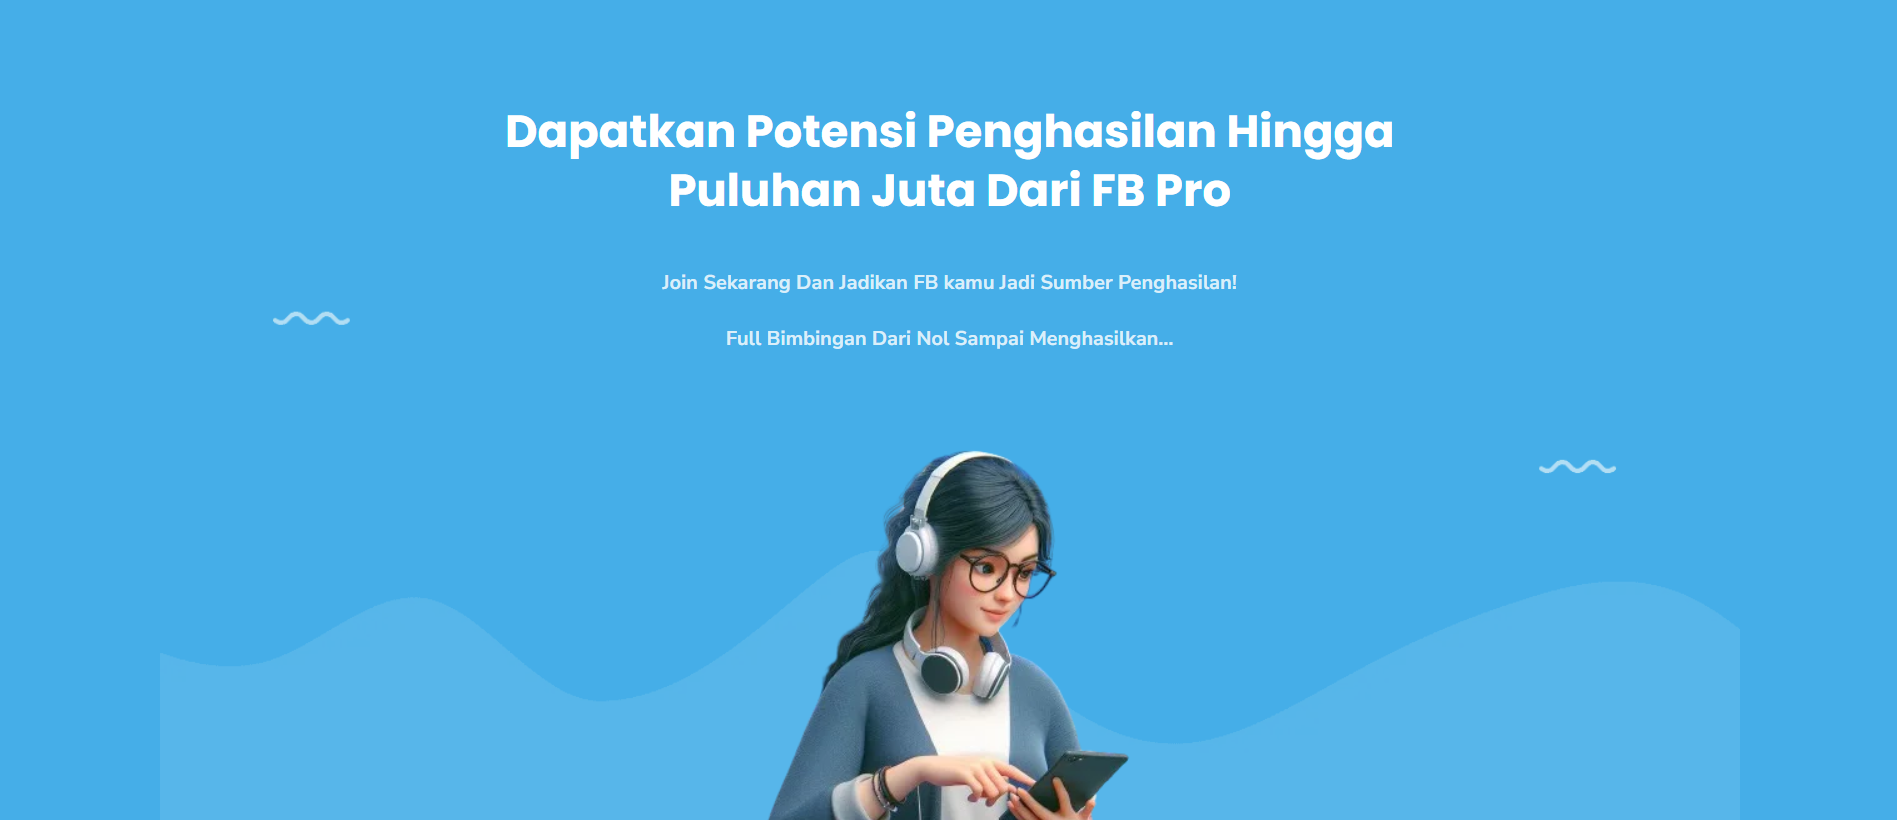 Dapatkan Potensi Penghasilan Hingga
Puluhan Juta Dari FB Pro
Join Sekarang Dan Jadikan FB kamu Jadi Sumber Penghasilan!
Full Bimbingan Dari Nol Sampai Menghasilkan...